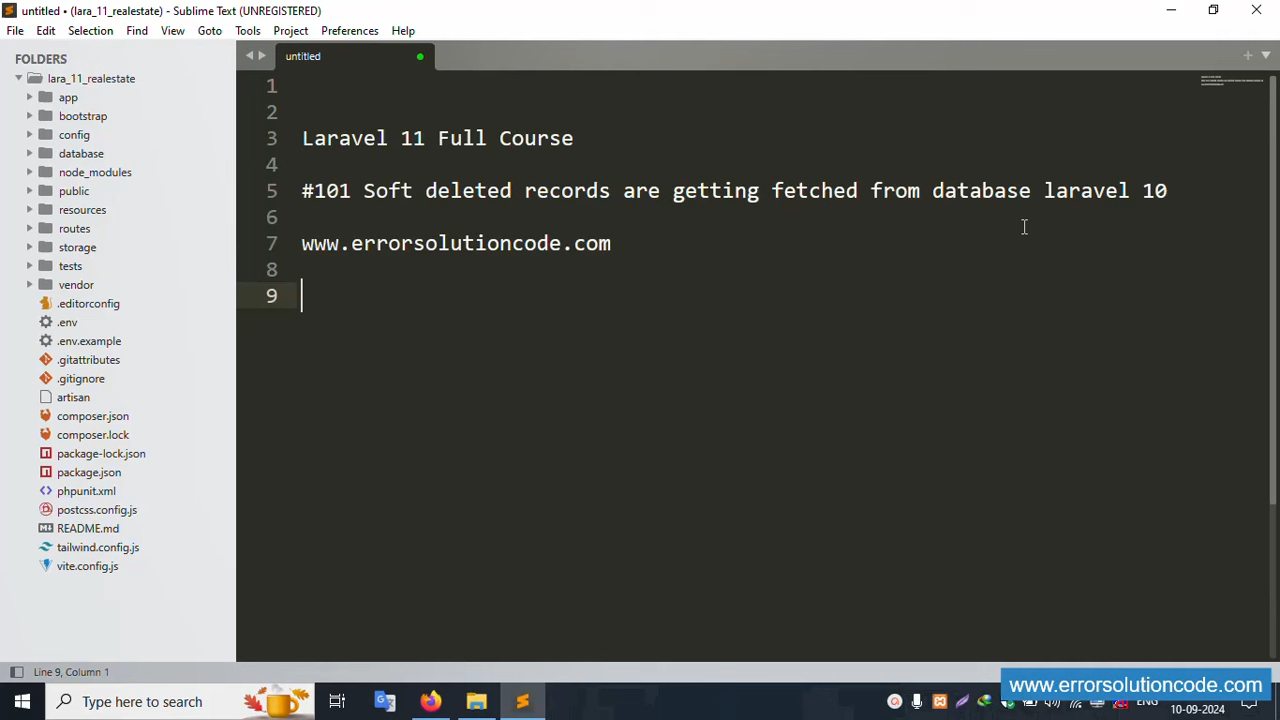 untitled • (lara_11_realestate) - Sublime Text (UNREGISTERED)
File Edit Selection Find View Goto Tools Project Preferences Help
FOLDERS
lara_11_realestate
app
bootstrap
config
database
node_modules
public
resources
routes
storage
tests
vendor
.editorconfig
.env
.env.example
.gitattributes
.gitignore
artisan
composer.json
composer.lock
package-lock.json
package.json
phpunit.xml
postcss.config.js
README.md
tailwind.config.js
vite.config.js
untitled
1
2
3 Laravel 11 Full Course
4
5 #101 Soft deleted records are getting fetched from database laravel 10
6
7 www.errorsolutioncode.com
8
9
Line 9, Column 1
www.errorsolutioncode.com
Type here to search
ENG
10-09-2024